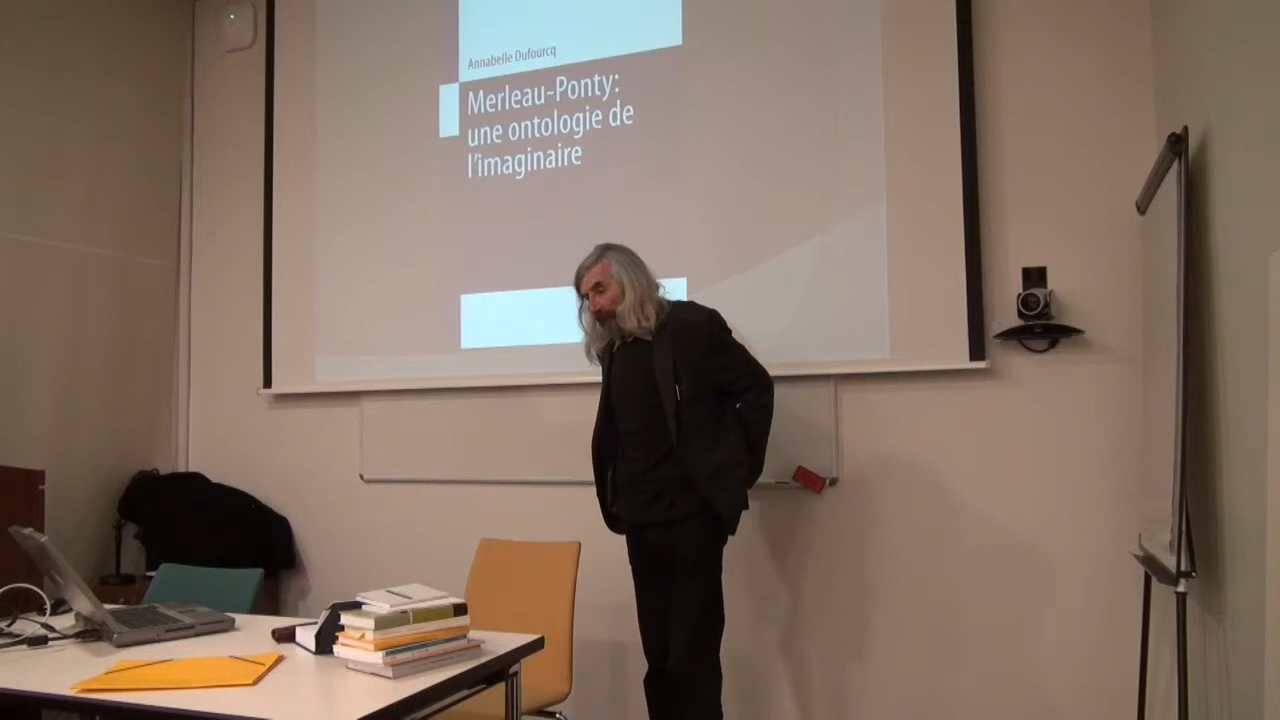 Annabelle Dufourcq
Merleau-Ponty:
une ontologie de
l'imaginaire